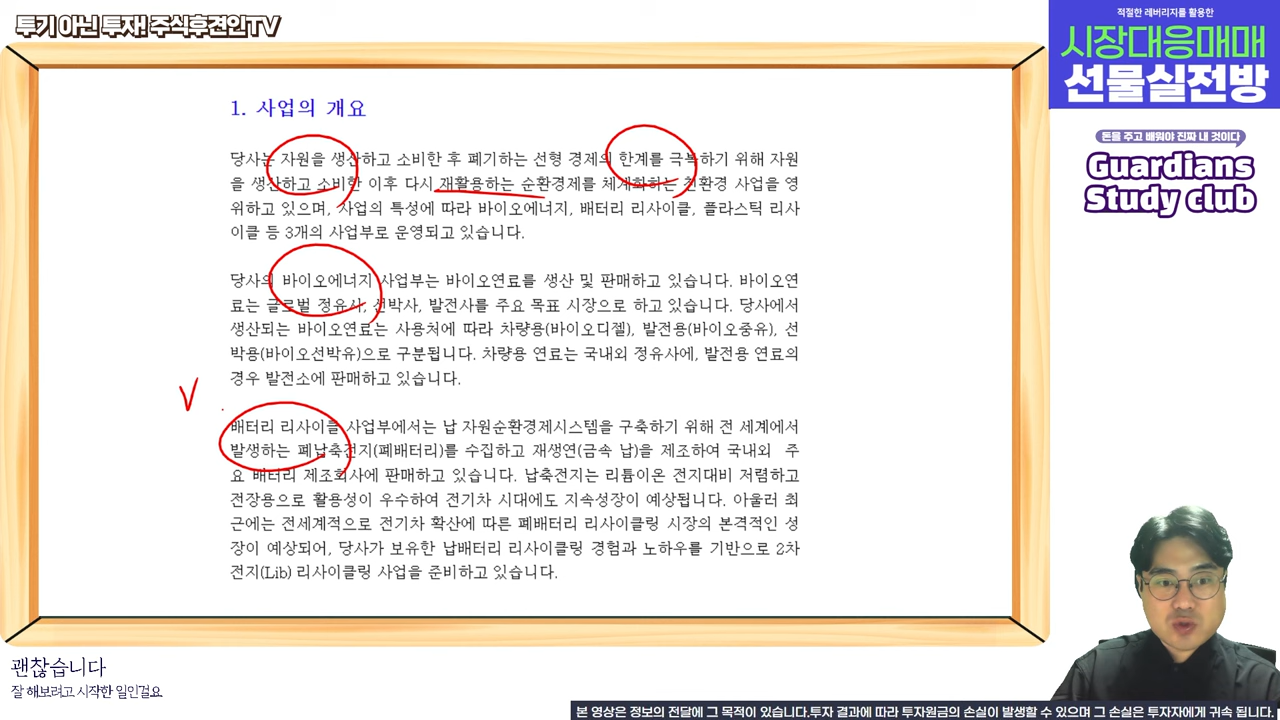 투기 아닌 투자! 주식후견인TV
적절한 레버리지를 활용한
시장대응매매
선물실전방
돈을 주고 배워야 진짜 내 것이다
Guardians
Study club
1. 사업의 개요
당사는 자원을 생산하고 소비한 후 폐기하는 선형 경제의 한계를 극복하기 위해 자원
을 생산하고 소비한 이후 다시 재활용하는 순환경제를 체계화하는 친환경 사업을 영
위하고 있으며, 사업의 특성에 따라 바이오에너지, 배터리 리사이클, 플라스틱 리사
이클 등 3개의 사업부로 운영되고 있습니다.
당사의 바이오에너지 사업부는 바이오연료를 생산 및 판매하고 있습니다. 바이오연
료는 글로벌 정유사, 선박사, 발전사를 주요 목표 시장으로 하고 있습니다. 당사에서
생산되는 바이오연료는 사용처에 따라 차량용(바이오디젤), 발전용(바이오중유), 선
박용(바이오선박유)으로 구분됩니다. 차량용 연료는 국내외 정유사에, 발전용 연료의
경우 발전소에 판매하고 있습니다.
V
배터리 리사이클 사업부에서는 납 자원순환경제시스템을 구축하기 위해 전 세계에서
발생하는 폐납축전지(폐배터리)를 수집하고 재생연(금속 납)을 제조하여 국내외 주
요 배터리 제조회사에 판매하고 있습니다. 납축전지는 리튬이온 전지대비 저렴하고
전장용으로 활용성이 우수하여 전기차 시대에도 지속성장이 예상됩니다. 아울러 최
근에는 전세계적으로 전기차 확산에 따른 폐배터리 리사이클링 시장의 본격적인 성
장이 예상되어, 당사가 보유한 납배터리 리사이클링 경험과 노하우를 기반으로 2차
전지(Lib) 리사이클링 사업을 준비하고 있습니다.
괜찮습니다
잘 해보려고 시작한 일인걸요
본 영상은 정보의 전달에 그 목적이 있습니다.투자 결과에 따라 투자원금의 손실이 발생할 수 있으며 그 손실은 투자자에게 귀속 됩니다.